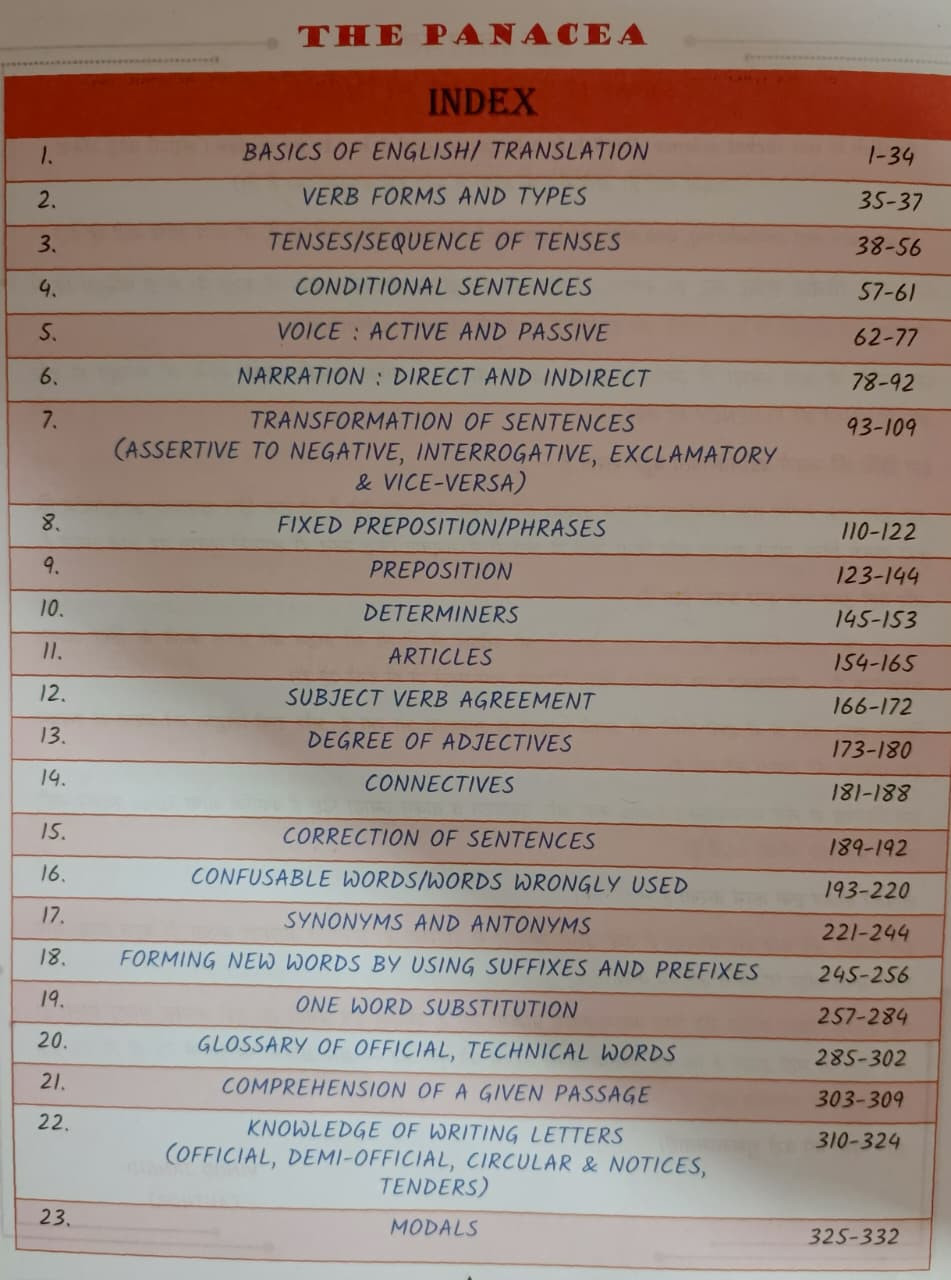 THE PANACEA
INDEX
1. BASICS OF ENGLISH/ TRANSLATION 1-34
2. VERB FORMS AND TYPES 35-37
3. TENSES/SEQUENCE OF TENSES 38-56
4. CONDITIONAL SENTENCES 57-61
5. VOICE : ACTIVE AND PASSIVE 62-77
6. NARRATION : DIRECT AND INDIRECT 78-92
7. TRANSFORMATION OF SENTENCES 93-109
(ASSERTIVE TO NEGATIVE, INTERROGATIVE, EXCLAMATORY
& VICE-VERSA)
8. FIXED PREPOSITION/PHRASES 110-122
9. PREPOSITION 123-144
10. DETERMINERS 145-153
11. ARTICLES 154-165
12. SUBJECT VERB AGREEMENT 166-172
13. DEGREE OF ADJECTIVES 173-180
14. CONNECTIVES 181-188
15. CORRECTION OF SENTENCES 189-192
16. CONFUSABLE WORDS/WORDS WRONGLY USED 193-220
17. SYNONYMS AND ANTONYMS 221-244
18. FORMING NEW WORDS BY USING SUFFIXES AND PREFIXES 245-256
19. ONE WORD SUBSTITUTION 257-284
20. GLOSSARY OF OFFICIAL, TECHNICAL WORDS 285-302
21. COMPREHENSION OF A GIVEN PASSAGE 303-309
22. KNOWLEDGE OF WRITING LETTERS 310-324
(OFFICIAL, DEMI-OFFICIAL, CIRCULAR & NOTICES,
TENDERS)
23. MODALS 325-332